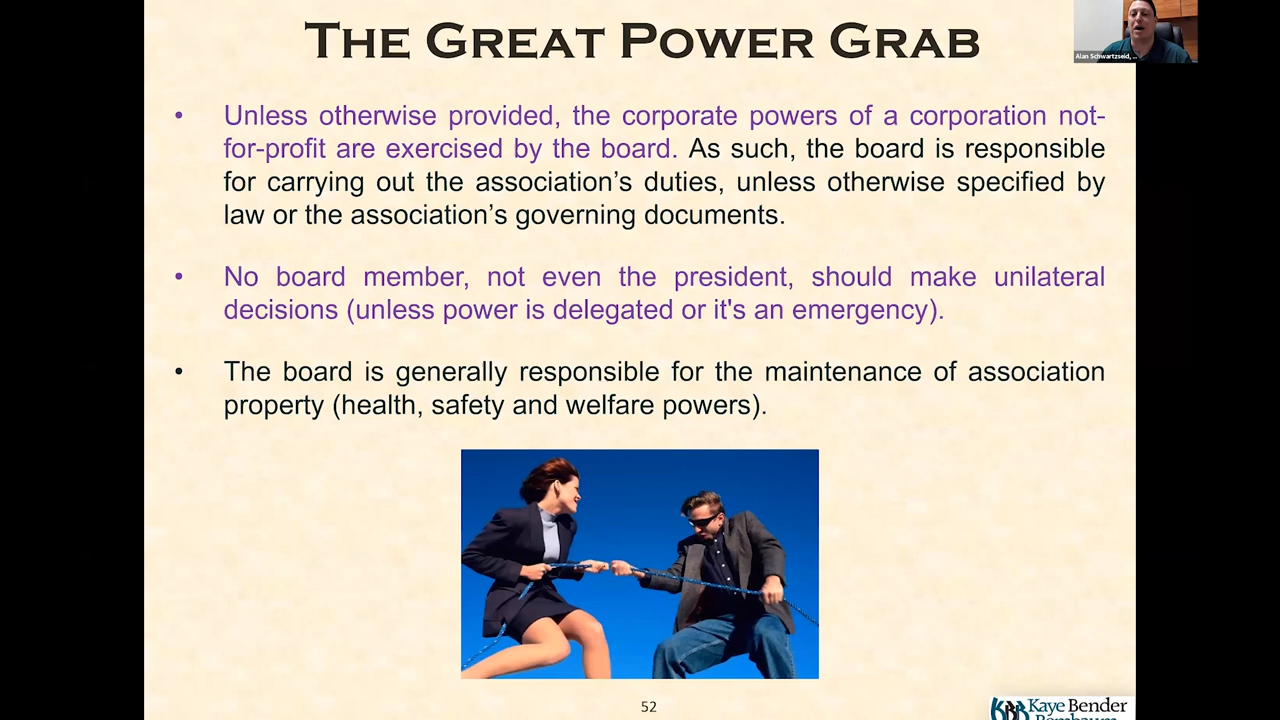 THE GREAT POWER GRAB
Alan Schwartzseid, ...
• Unless otherwise provided, the corporate powers of a corporation not-
for-profit are exercised by the board. As such, the board is responsible
for carrying out the association’s duties, unless otherwise specified by
law or the association’s governing documents.
• No board member, not even the president, should make unilateral
decisions (unless power is delegated or it's an emergency).
• The board is generally responsible for the maintenance of association
property (health, safety and welfare powers).
52
KBR Kaye Bender
Rembaum